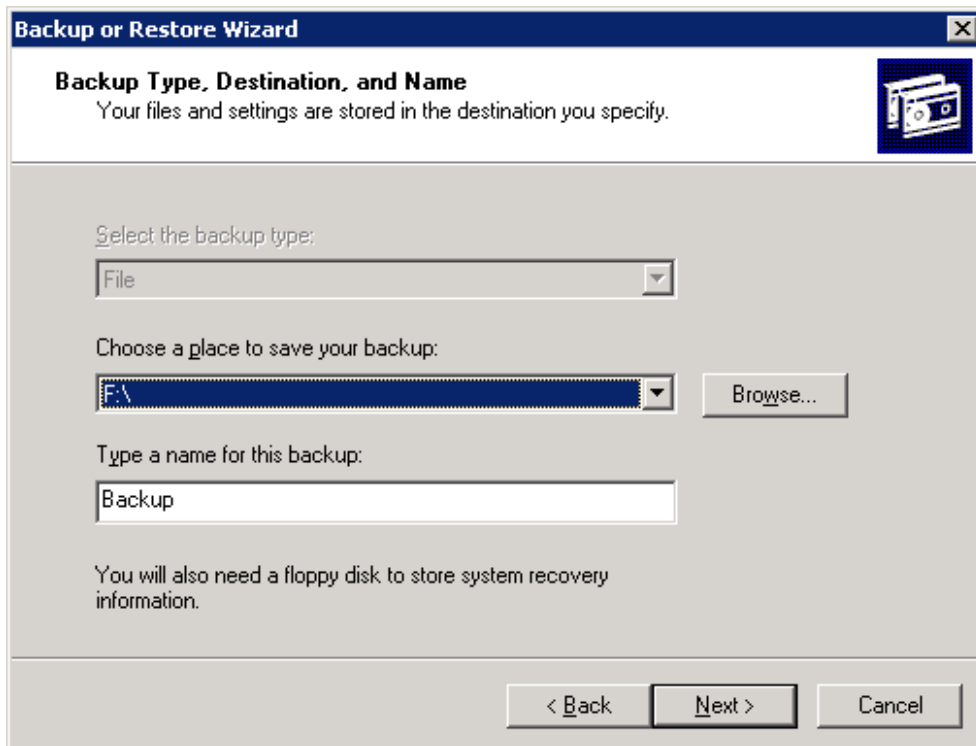 Backup or Restore Wizard
Backup Type, Destination, and Name
Your files and settings are stored in the destination you specify.
Select the backup type:
File
Choose a place to save your backup:
F:\
Browse...
Type a name for this backup:
Backup
You will also need a floppy disk to store system recovery
information.
< Back
Next >
Cancel